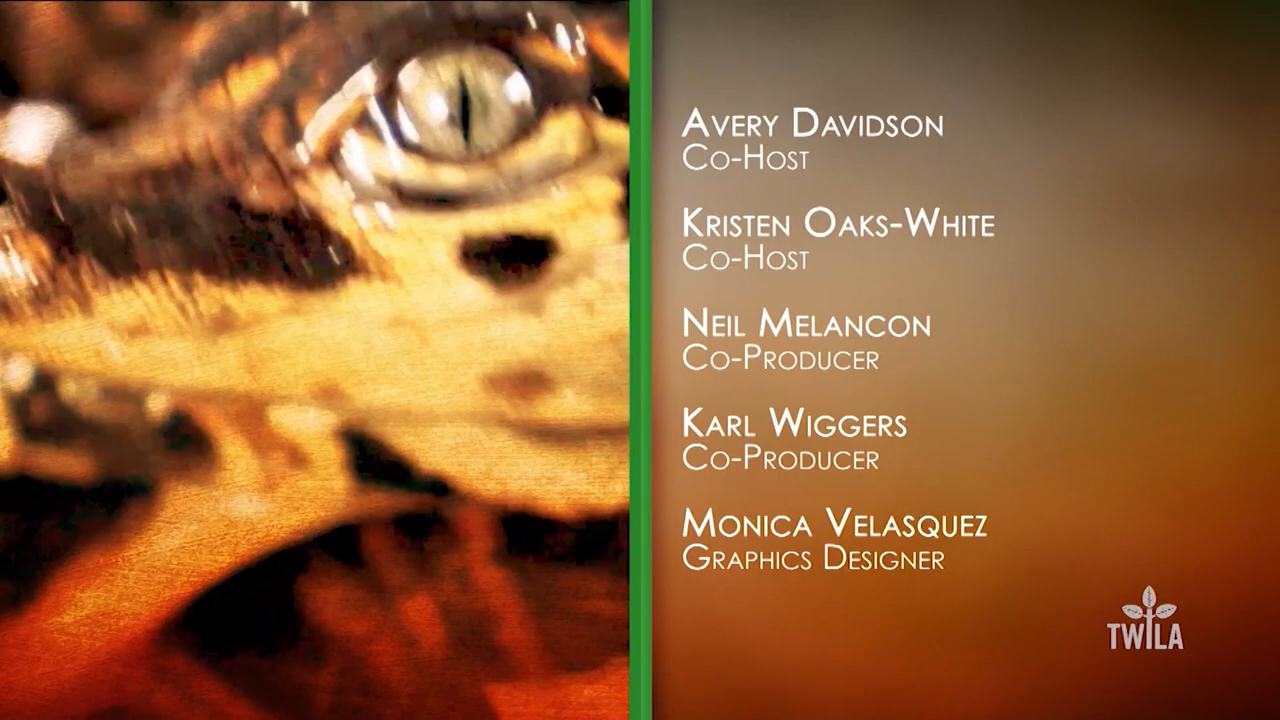 Avery Davidson
Co-Host
Kristen Oaks-White
Co-Host
Neil Melancon
Co-Producer
Karl Wiggers
Co-Producer
Monica Velasquez
Graphics Designer
TWILA